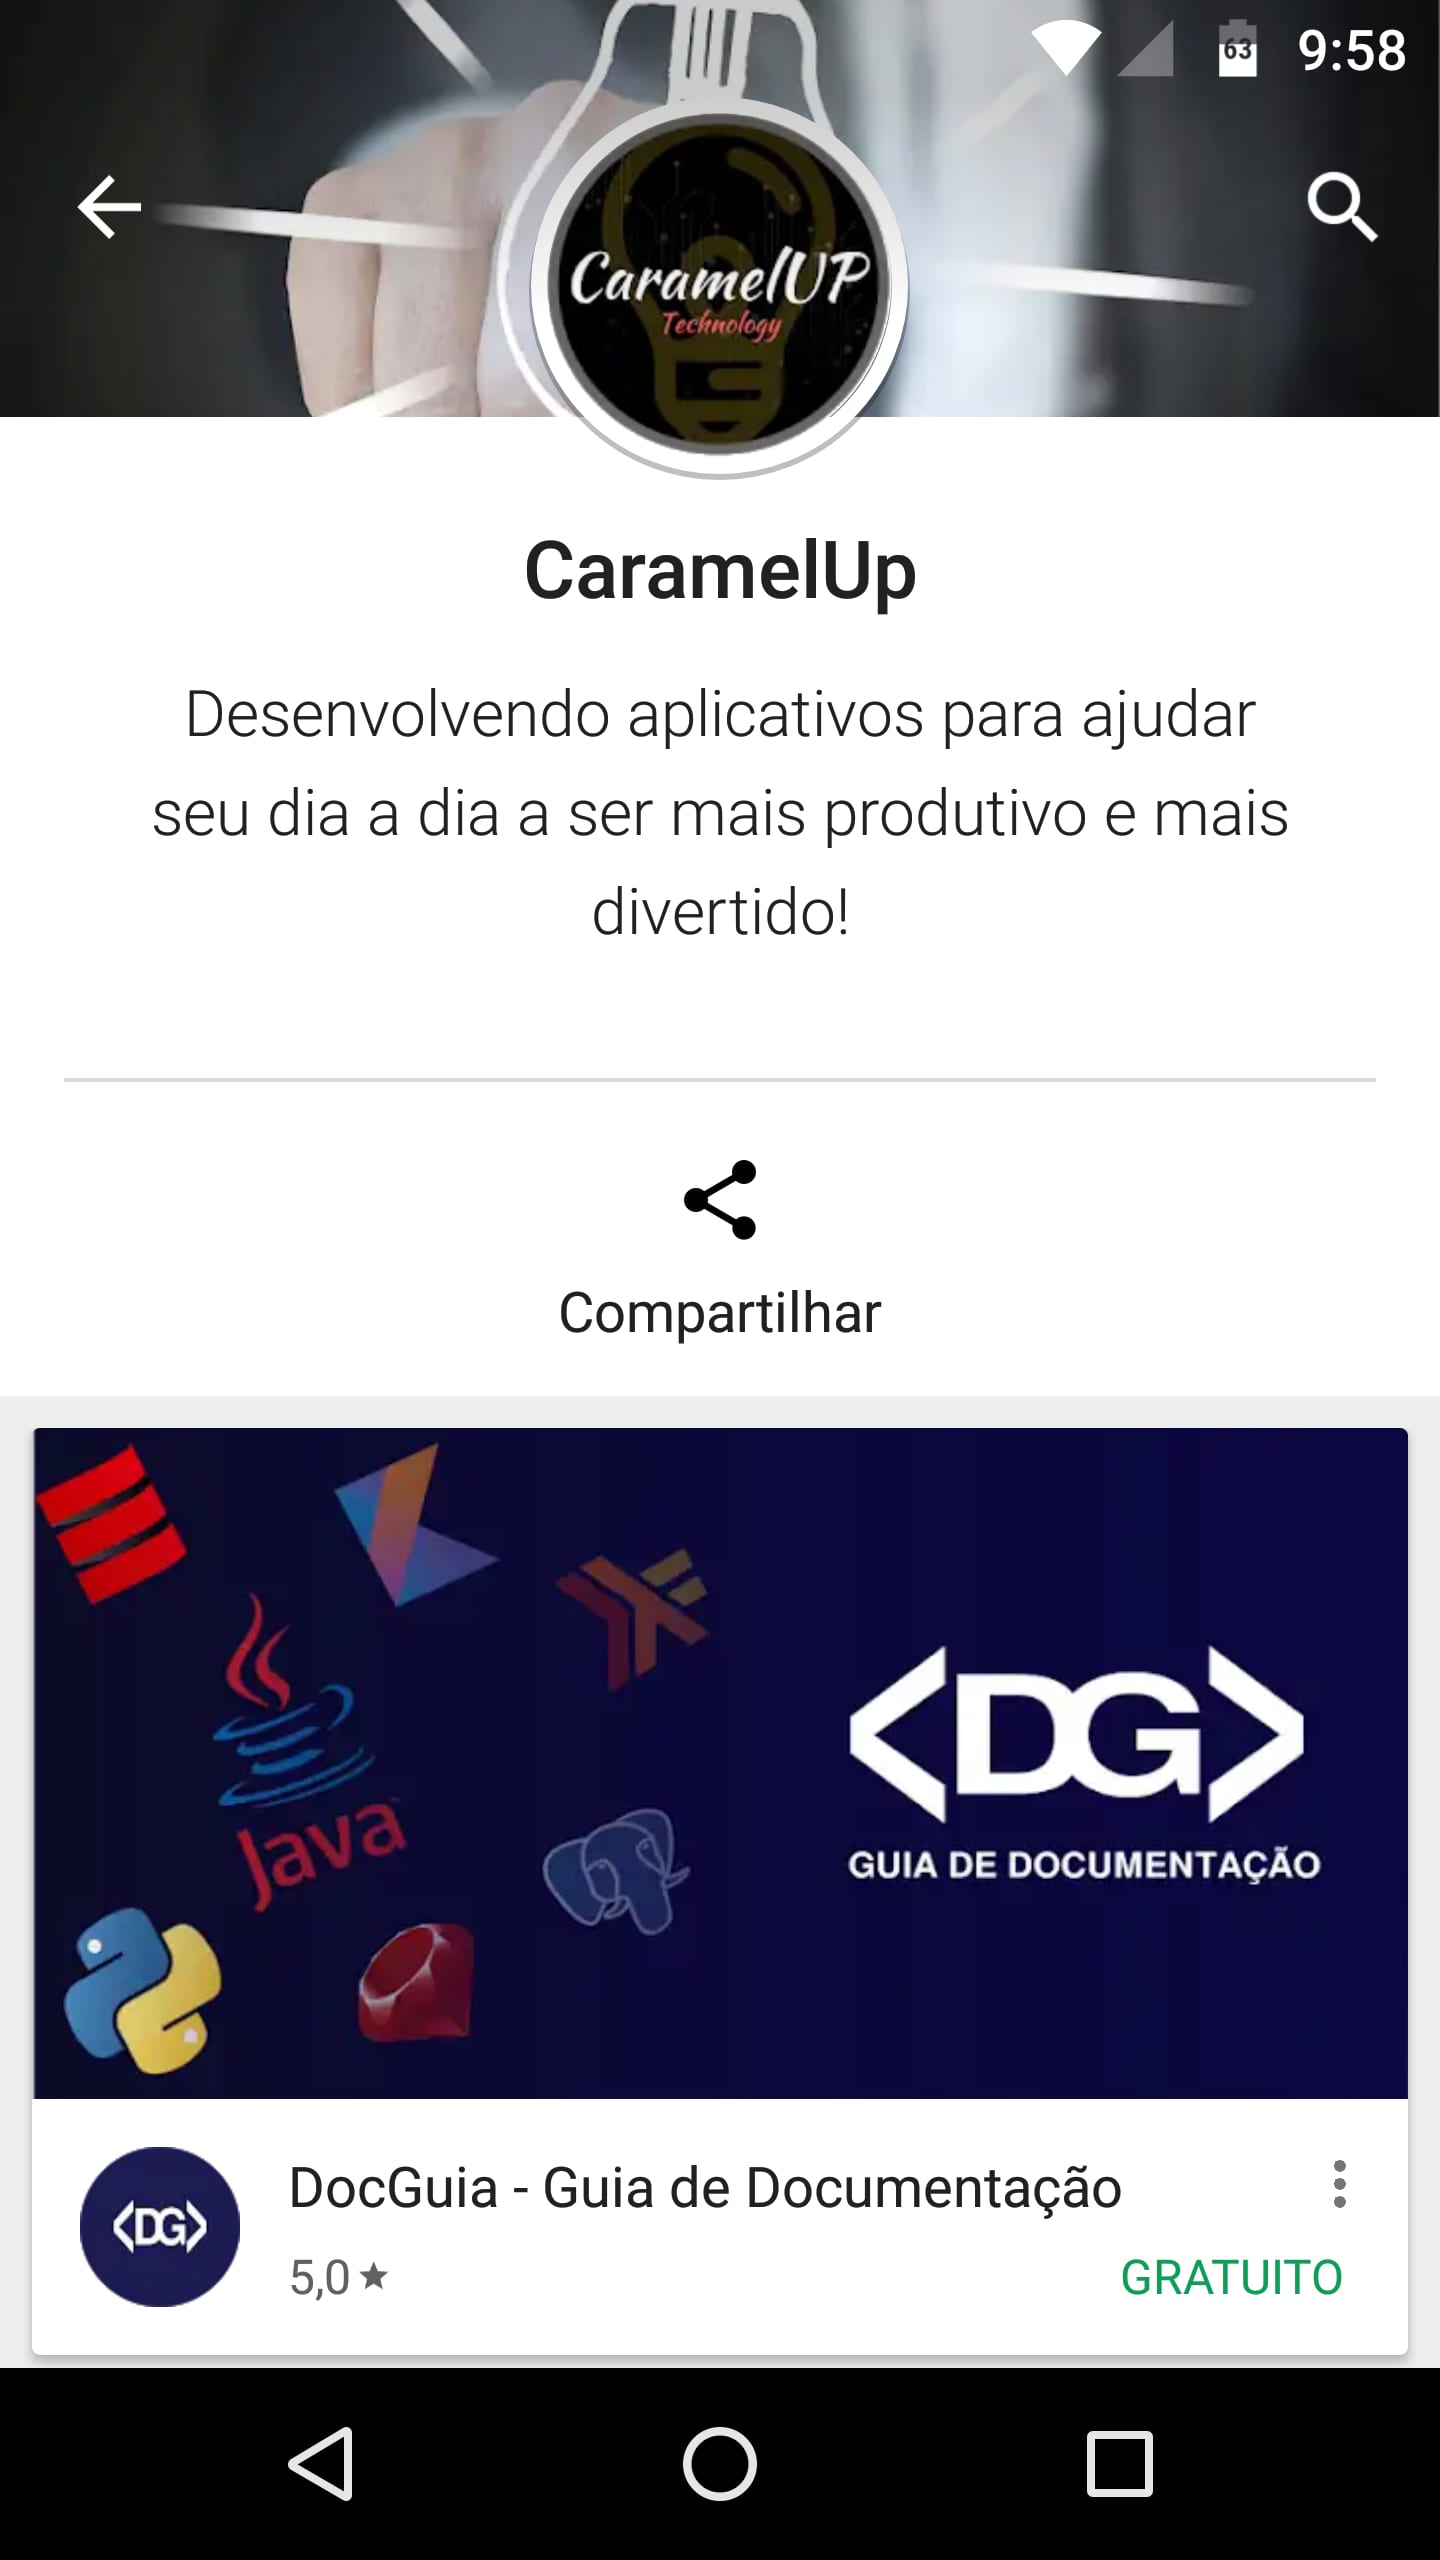 63 9:58
CaramelUP
Technology
CaramelUp
Desenvolvendo aplicativos para ajudar
seu dia a dia a ser mais produtivo e mais
divertido!
Compartilhar
Java
<DG>
GUIA DE DOCUMENTAÇÃO
<DG>
DocGuia - Guia de Documentação
5,0★
GRATUITO